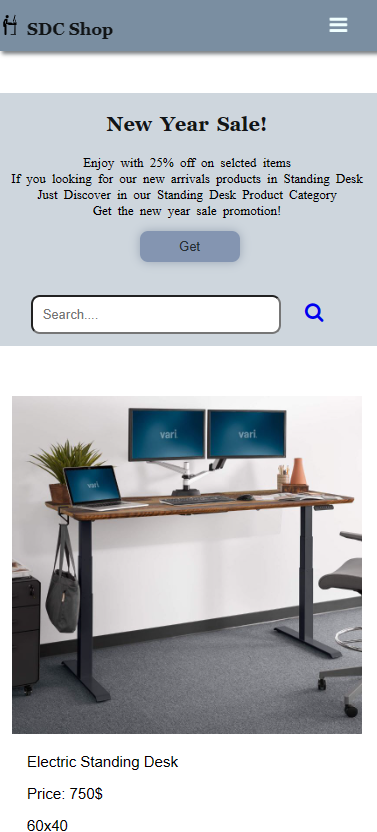 SDC Shop
New Year Sale!
Enjoy with 25% off on selcted items
If you looking for our new arrivals products in Standing Desk
Just Discover in our Standing Desk Product Category
Get the new year sale promotion!
Get
Search....
vari
vari
vari
Electric Standing Desk
Price: 750$
60x40